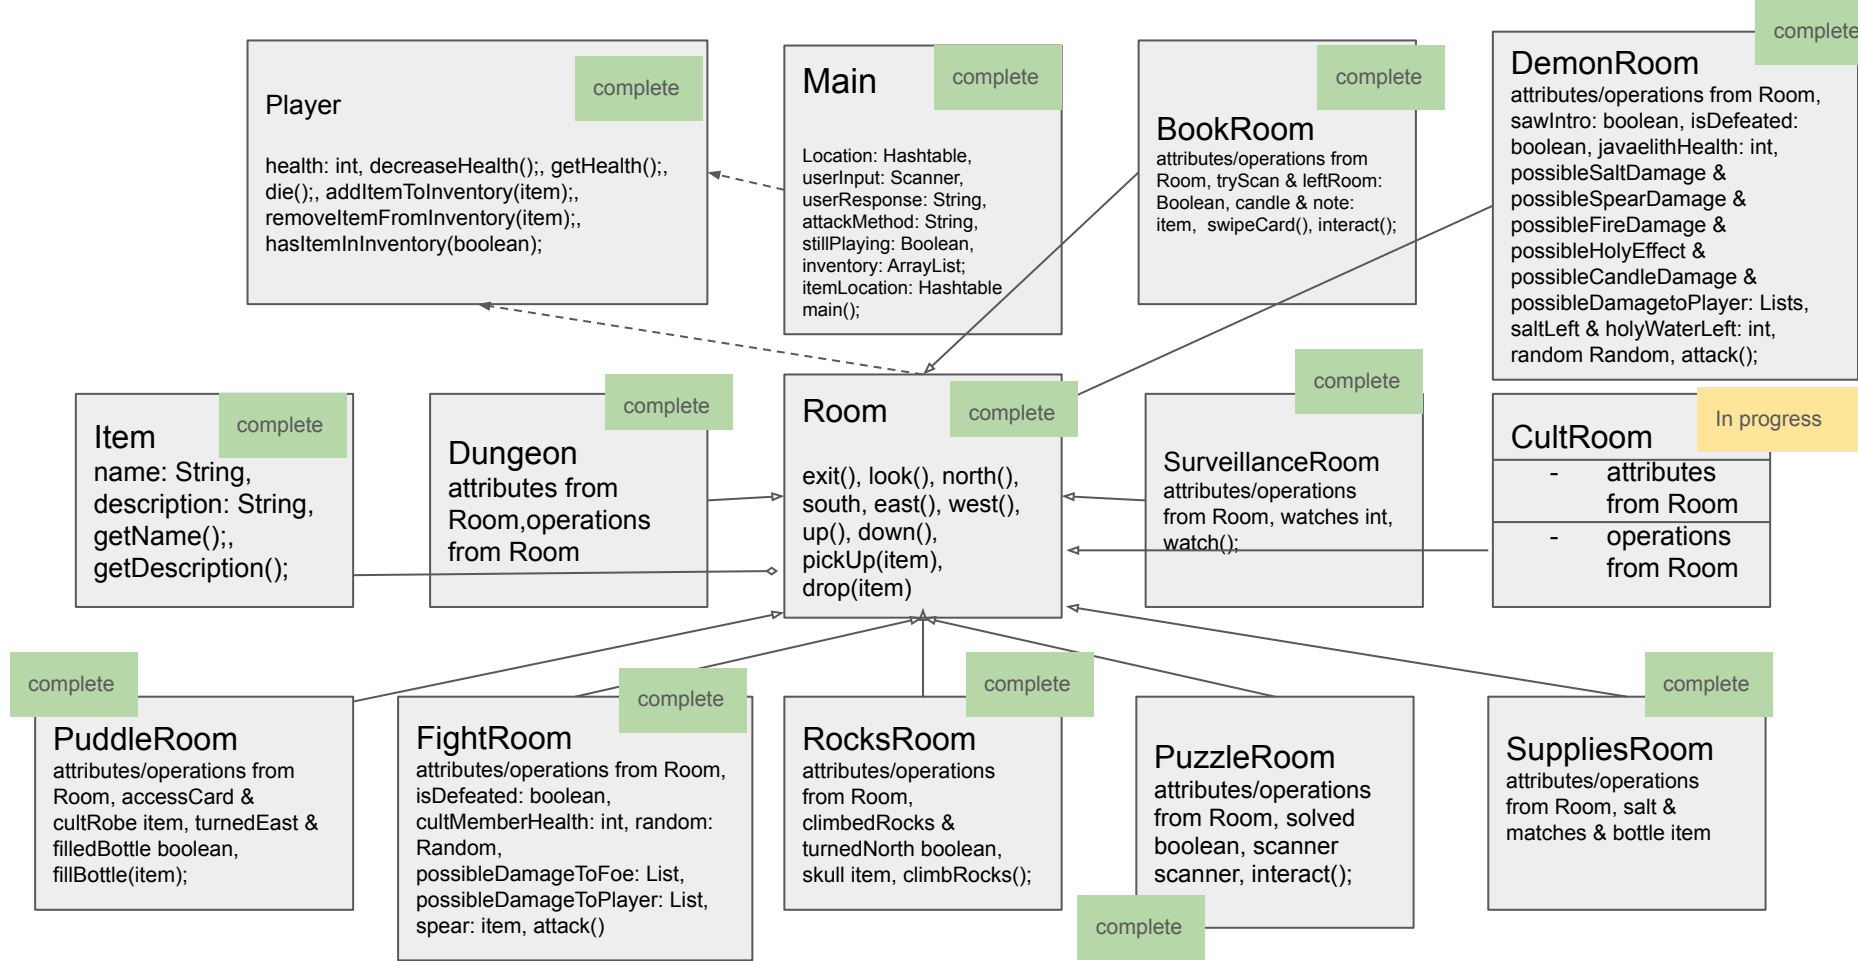 Player
complete
health: int, decreaseHealth();, getHealth();,
die();, addItemToInventory(item);,
removeItemFromInventory(item);,
hasItemInInventory(boolean);
Main
complete
Location: Hashtable,
userInput: Scanner,
userResponse: String,
attackMethod: String,
stillPlaying: Boolean,
inventory: ArrayList;
itemLocation: Hashtable
main();
complete
BookRoom
attributes/operations from
Room, tryScan & leftRoom:
Boolean, candle & note:
item,  swipeCard(), interact();
complete
DemonRoom
attributes/operations from Room,
sawIntro: boolean, isDefeated:
boolean, javaelithHealth: int,
possibleSaltDamage &
possibleSpearDamage &
possibleFireDamage &
possibleHolyEffect &
possibleCandleDamage &
possibleDamagetoPlayer: Lists,
saltLeft & holyWaterLeft: int,
random Random, attack();
complete
Item
name: String,
description: String,
getName();,
getDescription();
complete
Dungeon
attributes from
Room,operations
from Room
Room
complete
exit(), look(), north(),
south, east(), west(),
up(), down(),
pickUp(item),
drop(item)
complete
SurveillanceRoom
attributes/operations
from Room, watches int,
watch();
In progress
CultRoom
- attributes
from Room
- operations
from Room
complete
PuddleRoom
attributes/operations from
Room, accessCard &
cultRobe item, turnedEast &
filledBottle boolean,
fillBottle(item);
complete
FightRoom
attributes/operations from Room,
isDefeated: boolean,
cultMemberHealth: int, random:
Random,
possibleDamageToFoe: List,
possibleDamageToPlayer: List,
spear: item, attack()
complete
RocksRoom
attributes/operations
from Room,
climbedRocks &
turnedNorth boolean,
skull item, climbRocks();
PuzzleRoom
attributes/operations
from Room, solved
boolean, scanner
scanner, interact();
complete
complete
SuppliesRoom
attributes/operations
from Room, salt &
matches & bottle item